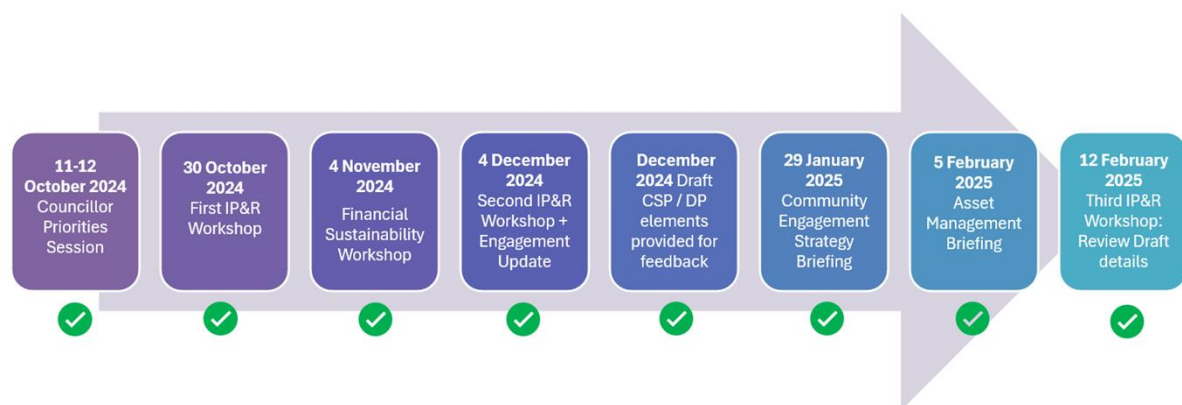 11-12
October 2024
Councillor
Priorities
Session
30 October
2024
First IP&R
Workshop
4 November
2024
Financial
Sustainability
Workshop
4 December
2024
Second IP&R
Workshop +
Engagement
Update
December
2024 Draft
CSP / DP
elements
provided for
feedback
29 January
2025
Community
Engagement
Strategy
Briefing
5 February
2025
Asset
Management
Briefing
12 February
2025
Third IP&R
Workshop:
Review Draft
details